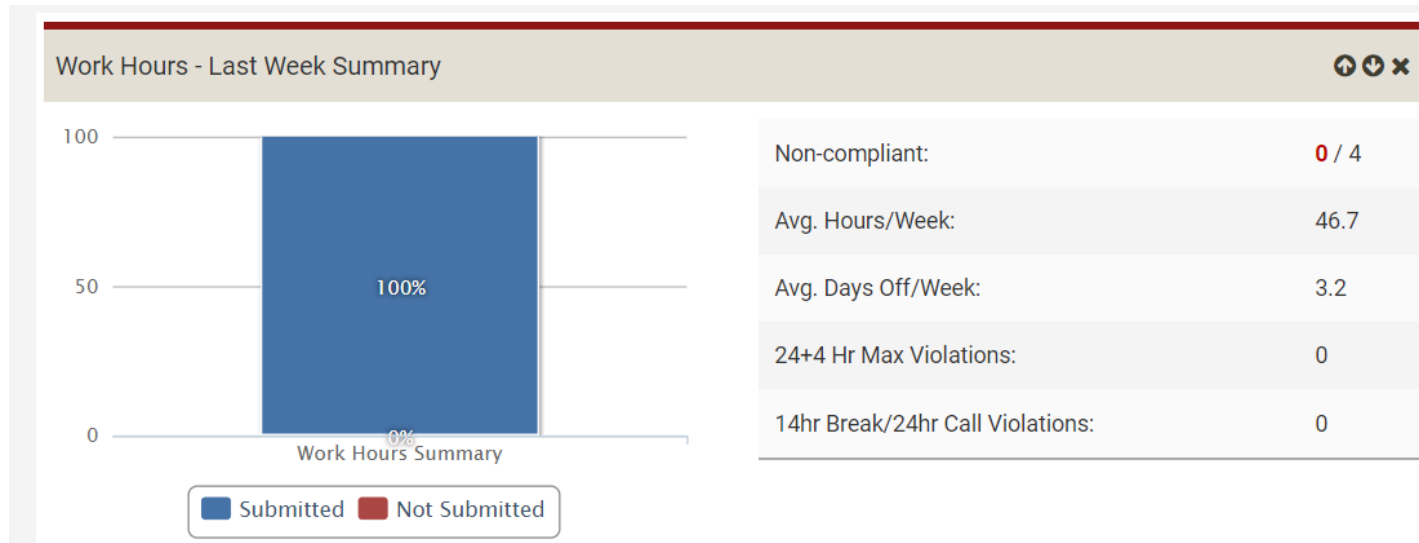 Work Hours - Last Week Summary
100
50
0
100%
0%
Work Hours Summary
Submitted Not Submitted
Non-compliant: 0 / 4
Avg. Hours/Week: 46.7
Avg. Days Off/Week: 3.2
24+4 Hr Max Violations: 0
14hr Break/24hr Call Violations: 0